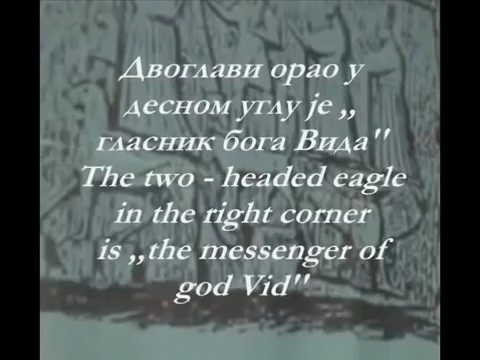 Двоглави орао у
десном углу је ,,
гласник бога Вида"
The two - headed eagle
in the right corner
is ,,the messenger of
god Vid"